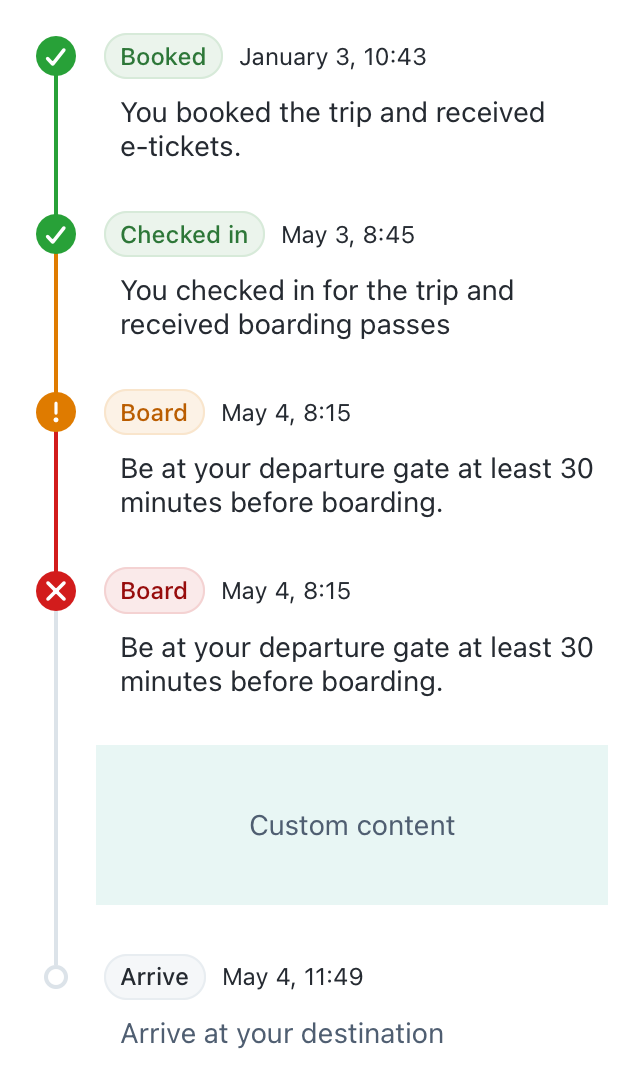 Booked January 3, 10:43
You booked the trip and received
e-tickets.
Checked in May 3, 8:45
You checked in for the trip and
received boarding passes
Board May 4, 8:15
Be at your departure gate at least 30
minutes before boarding.
Board May 4, 8:15
Be at your departure gate at least 30
minutes before boarding.
Custom content
Arrive May 4, 11:49
Arrive at your destination